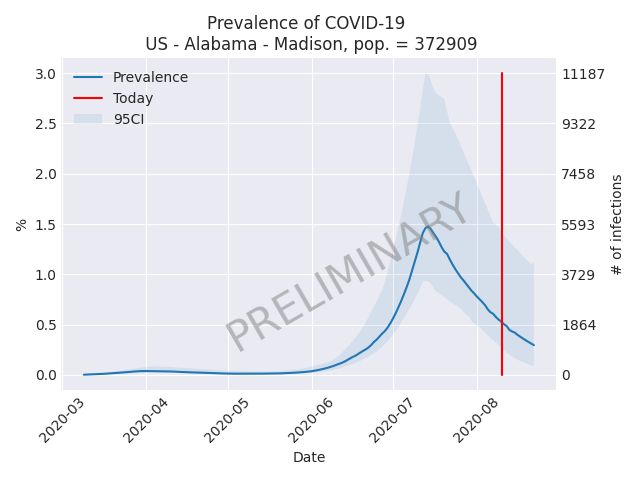 Prevalence of COVID-19
US - Alabama - Madison, pop. = 372909
Prevalence
Today
95CI
3.0
2.5
2.0
1.5
1.0
0.5
0.0
%
11187
9322
7458
5593
3729
1864
0
# of infections
PRELIMINARY
2020-03
2020-04
2020-05
2020-06
2020-07
2020-08
Date